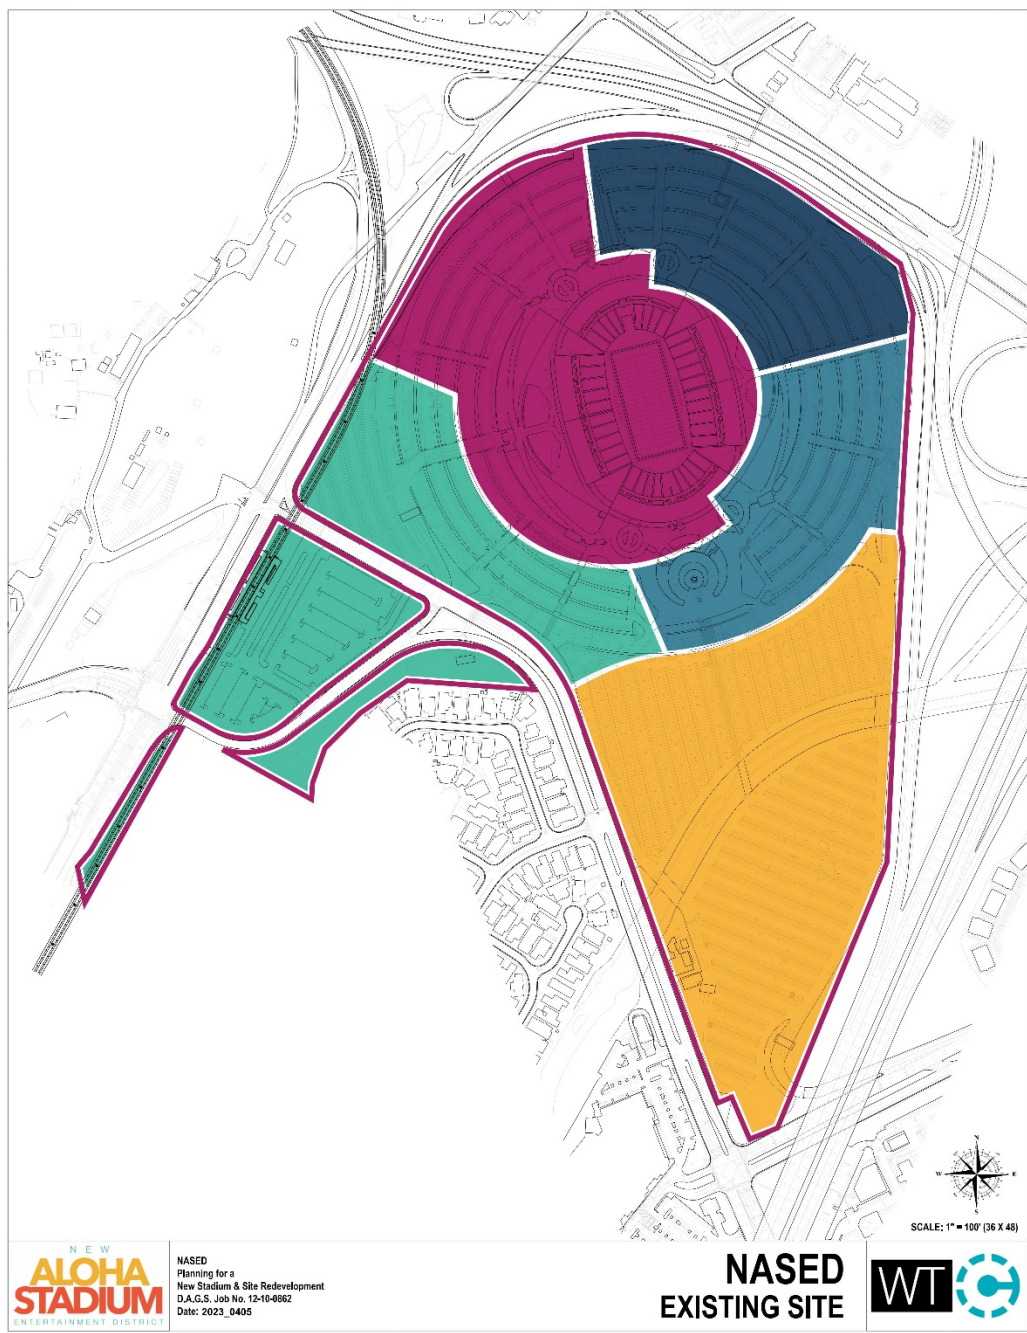 N
W
E
S
SCALE: 1" = 100' (36 X 48)
NEW
ALOHA
STADIUM
ENTERTAINMENT DISTRICT
NASED
Planning for a
New Stadium & Site Redevelopment
D.A.G.S. Job No. 12-10-0862
Date: 2023_0405
NASED
EXISTING SITE
WT